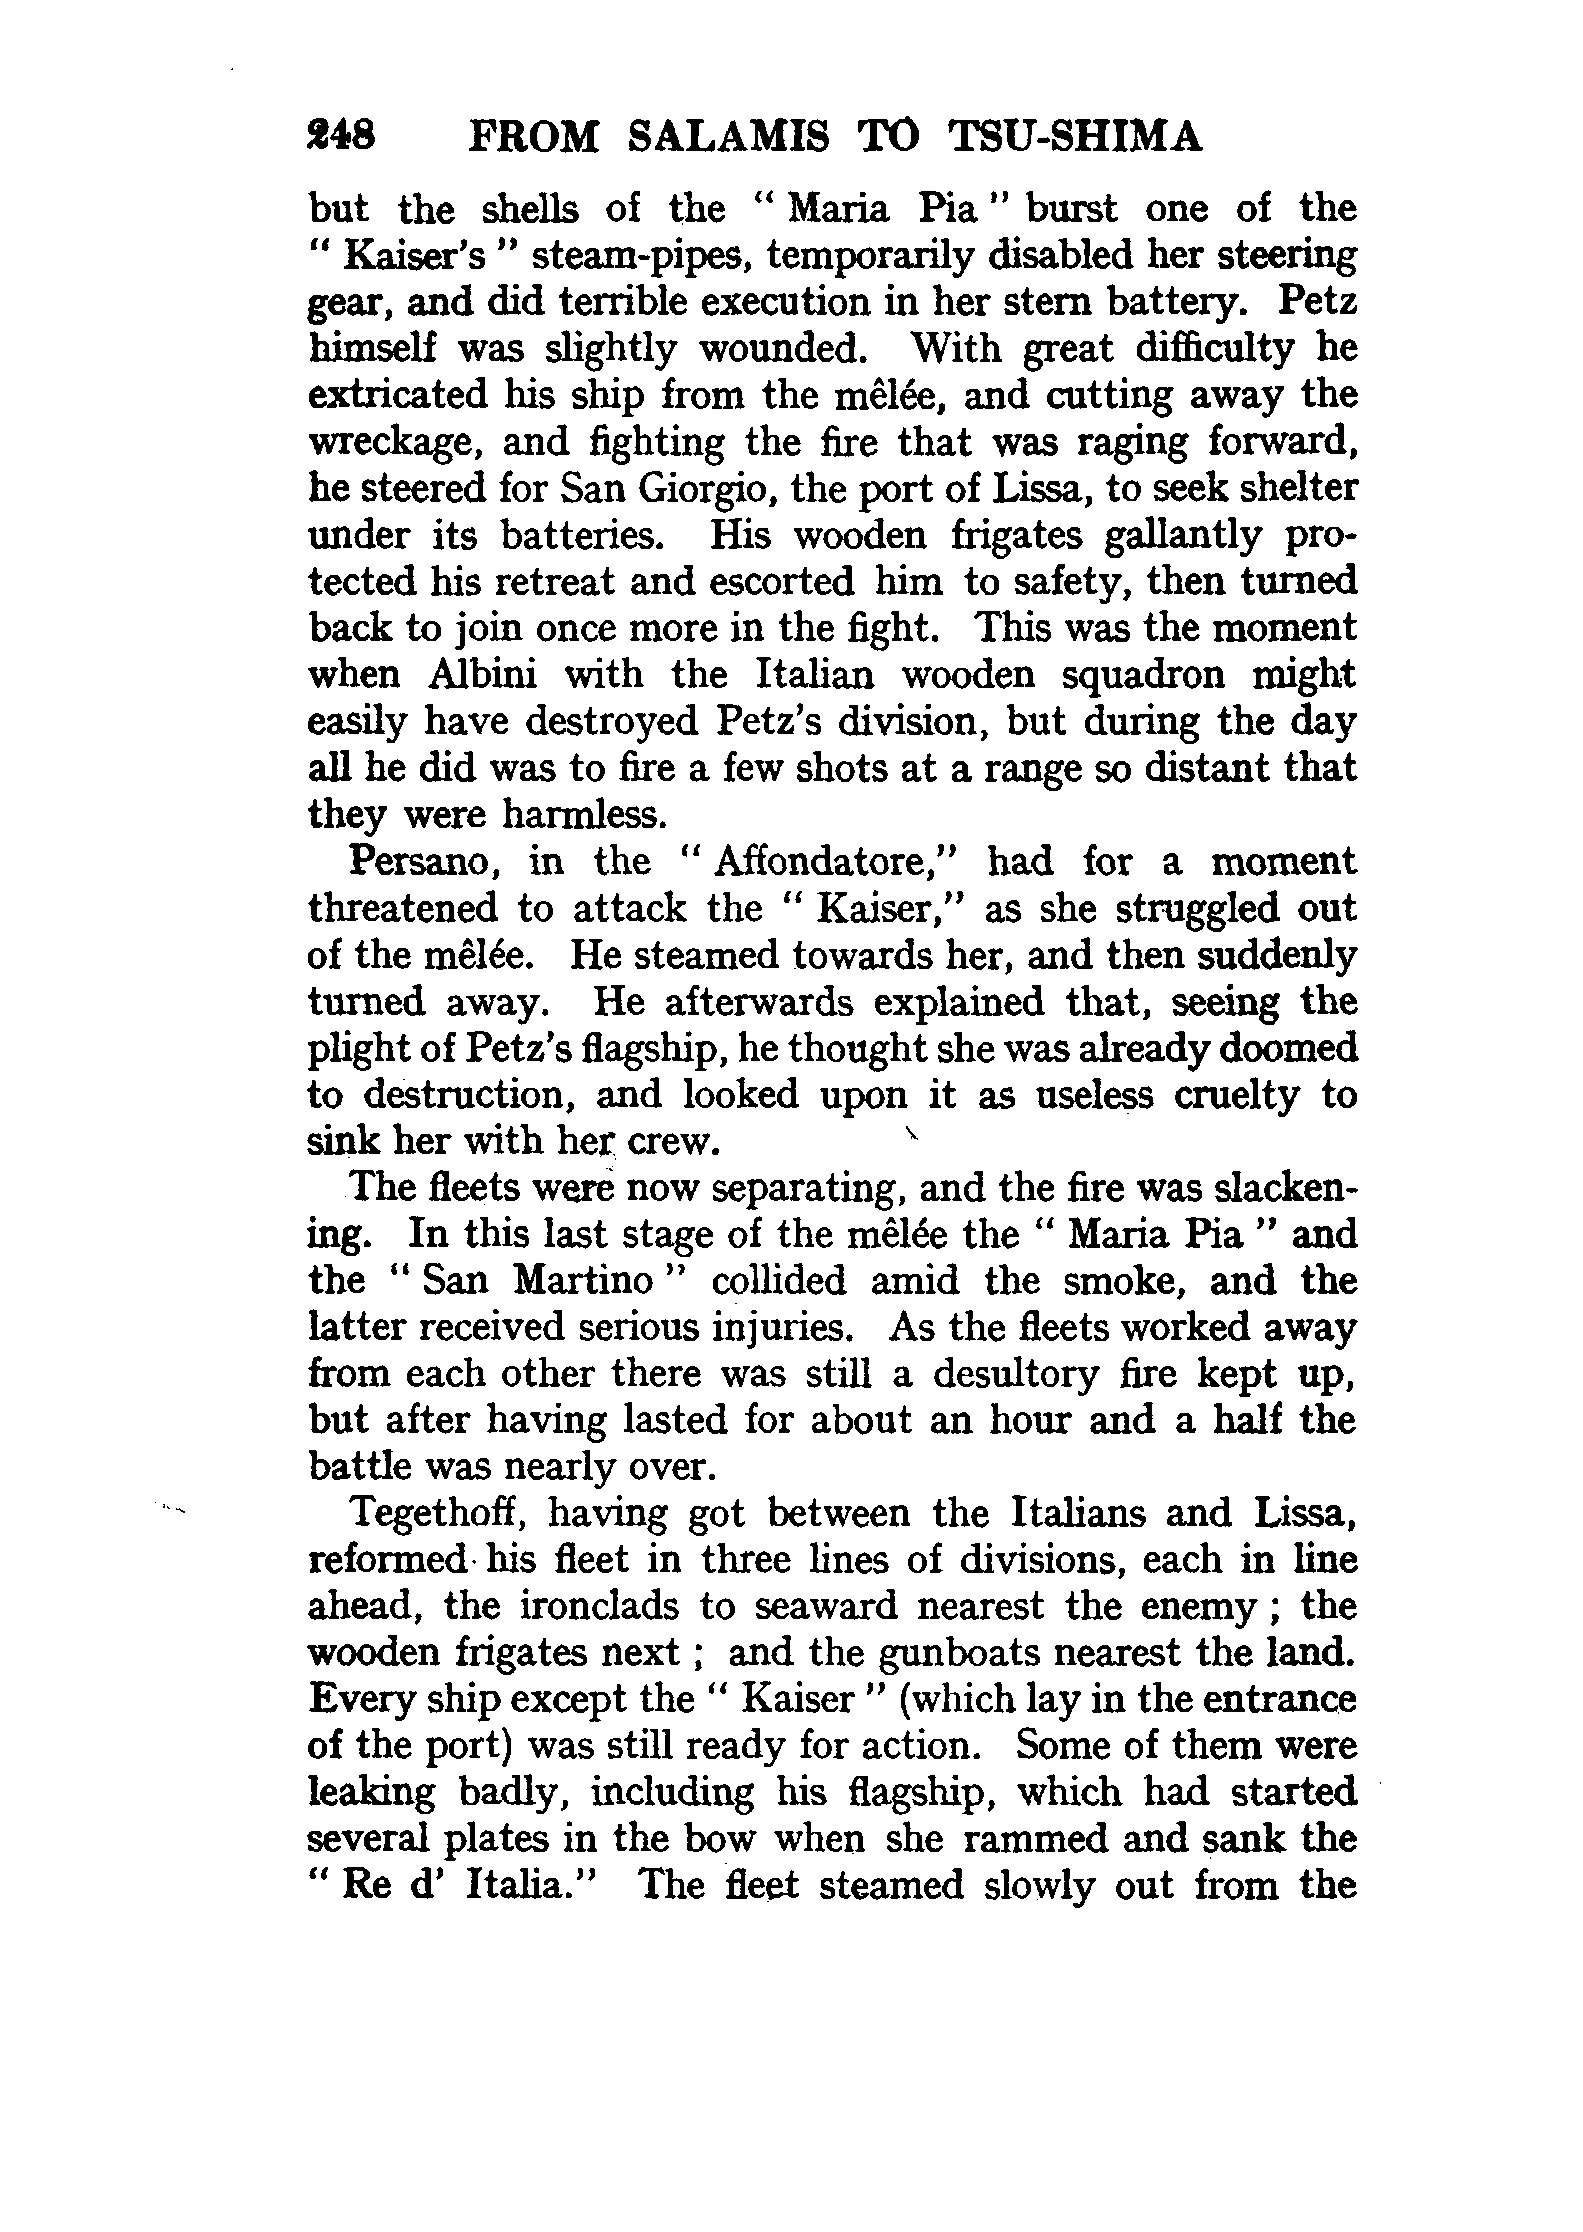 248 FROM SALAMIS TO TSU-SHIMA
but the shells of the " Maria Pia " burst one of the
" Kaiser's " steam-pipes, temporarily disabled her steering
gear, and did terrible execution in her stern battery. Petz
himself was slightly wounded. With great difficulty he
extricated his ship from the mêlée, and cutting away the
wreckage, and fighting the fire that was raging forward,
he steered for San Giorgio, the port of Lissa, to seek shelter
under its batteries. His wooden frigates gallantly pro-
tected his retreat and escorted him to safety, then turned
back to join once more in the fight. This was the moment
when Albini with the Italian wooden squadron might
easily have destroyed Petz's division, but during the day
all he did was to fire a few shots at a range so distant that
they were harmless.
Persano, in the " Affondatore," had for a moment
threatened to attack the " Kaiser," as she struggled out
of the mêlée. He steamed towards her, and then suddenly
turned away. He afterwards explained that, seeing the
plight of Petz's flagship, he thought she was already doomed
to destruction, and looked upon it as useless cruelty to
sink her with her crew.
The fleets were now separating, and the fire was slacken-
ing. In this last stage of the mêlée the " Maria Pia " and
the " San Martino " collided amid the smoke, and the
latter received serious injuries. As the fleets worked away
from each other there was still a desultory fire kept up,
but after having lasted for about an hour and a half the
battle was nearly over.
Tegethoff, having got between the Italians and Lissa,
reformed his fleet in three lines of divisions, each in line
ahead, the ironclads to seaward nearest the enemy ; the
wooden frigates next ; and the gunboats nearest the land.
Every ship except the " Kaiser " (which lay in the entrance
of the port) was still ready for action. Some of them were
leaking badly, including his flagship, which had started
several plates in the bow when she rammed and sank the
" Re d' Italia." The fleet steamed slowly out from the